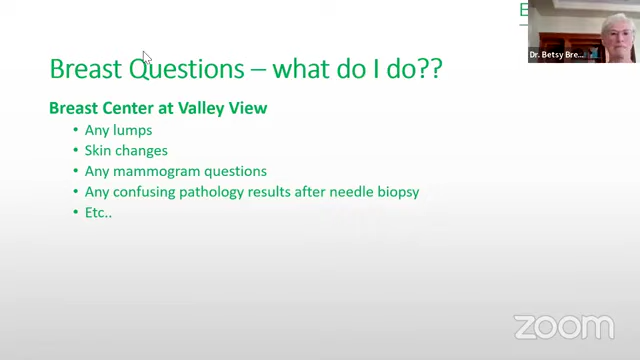 E
Dr. Betsy Bre...
Breast Questions – what do I do??
Breast Center at Valley View
• Any lumps
• Skin changes
• Any mammogram questions
• Any confusing pathology results after needle biopsy
• Etc..
zoom